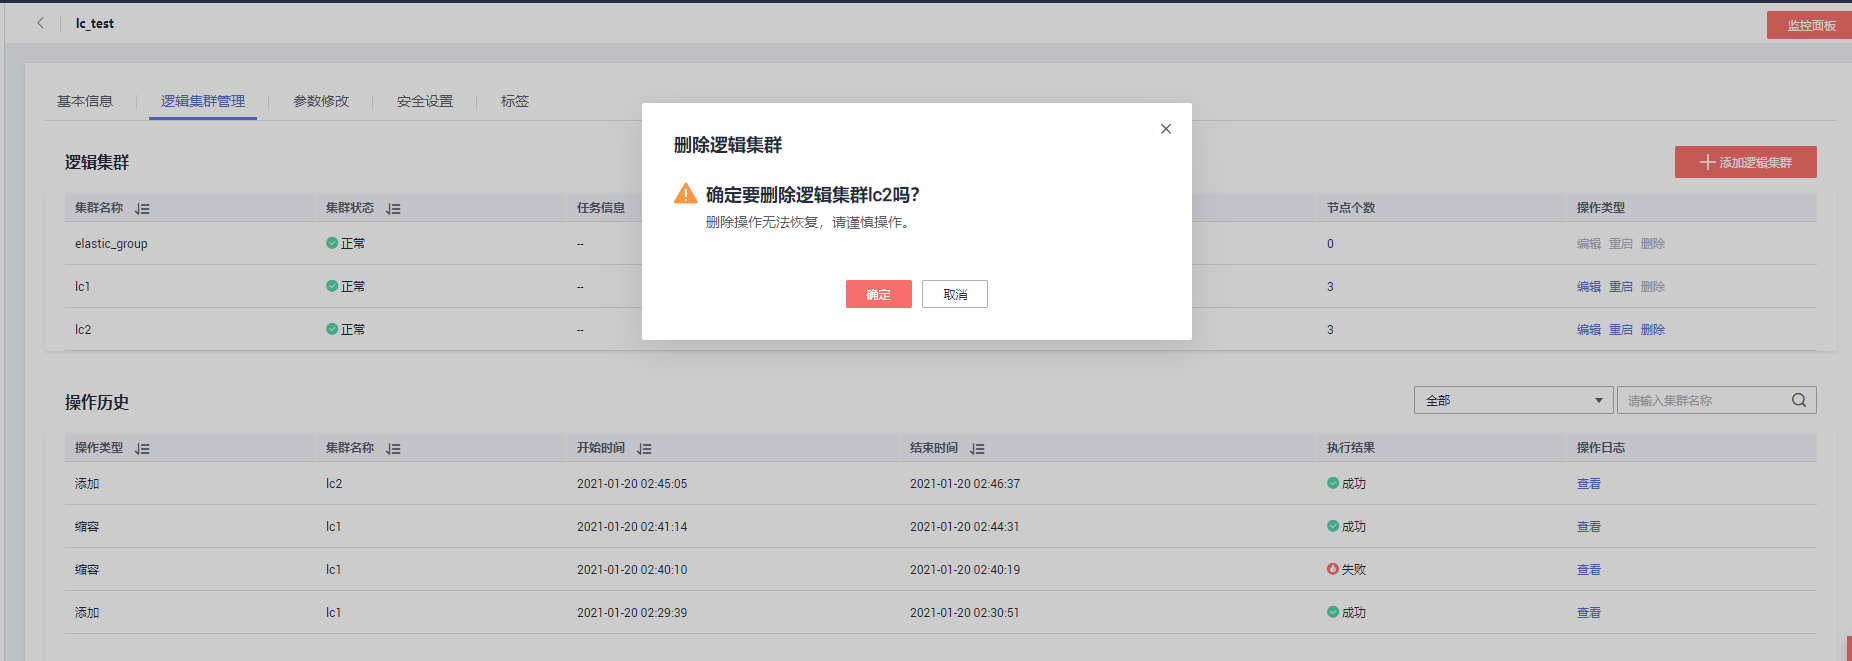 lc_test
监控面板
基本信息 逻辑集群管理 参数修改 安全设置 标签
删除逻辑集群
确定要删除逻辑集群lc2吗?
删除操作无法恢复，请谨慎操作。
确定 取消
逻辑集群
添加逻辑集群
集群名称 集群状态 任务信息 节点个数 操作类型
elastic_group 正常 -- 0 编辑 重启 删除
lc1 正常 -- 3 编辑 重启 删除
lc2 正常 -- 3 编辑 重启 删除
操作历史
全部 请输入集群名称
操作类型 集群名称 开始时间 结束时间 执行结果 操作日志
添加 lc2 2021-01-20 02:45:05 2021-01-20 02:46:37 成功 查看
缩容 lc1 2021-01-20 02:41:14 2021-01-20 02:44:31 成功 查看
缩容 lc1 2021-01-20 02:40:10 2021-01-20 02:40:19 失败 查看
添加 lc1 2021-01-20 02:29:39 2021-01-20 02:30:51 成功 查看